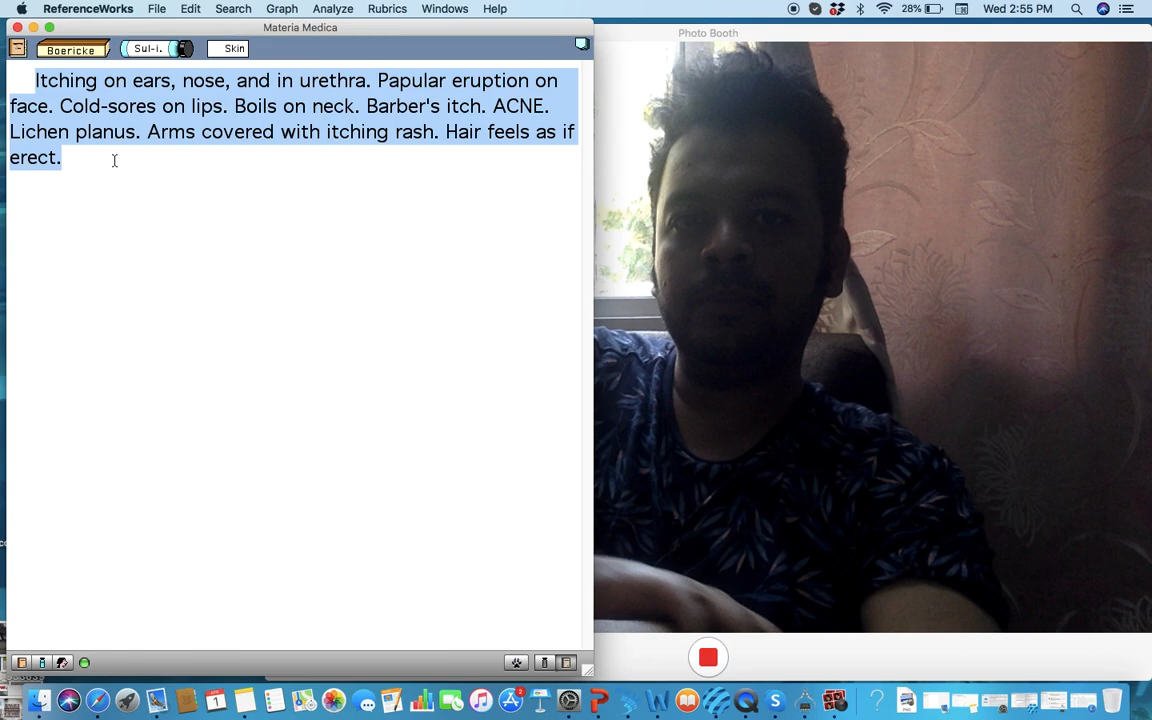 ReferenceWorks File Edit Search Graph Analyze Rubrics Windows Help 28% Wed 2:55 PM
Materia Medica
Photo Booth
Boericke Sul-i. Skin
Itching on ears, nose, and in urethra. Papular eruption on
face. Cold-sores on lips. Boils on neck. Barber's itch. ACNE.
Lichen planus. Arms covered with itching rash. Hair feels as if
erect.